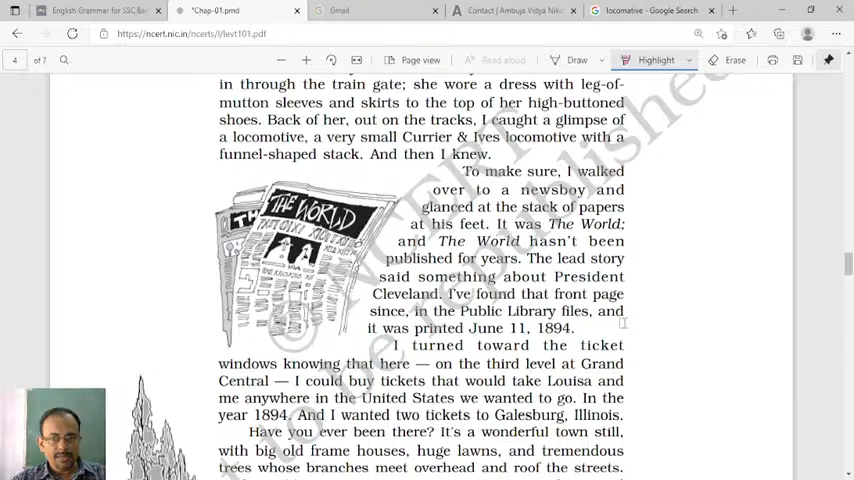 English Grammar for SSC,Ban
*Chap-01.pmd
Gmail
Contact | Ambuja Vidya Nike
locomative - Google Search
https://ncert.nic.in/ncerts/l/levt101.pdf
4 of 7
Page view
Read aloud
Draw
Highlight
Erase
in through the train gate; she wore a dress with leg-of-
mutton sleeves and skirts to the top of her high-buttoned
shoes. Back of her, out on the tracks, I caught a glimpse of
a locomotive, a very small Currier & Ives locomotive with a
funnel-shaped stack. And then I knew.
To make sure, I walked
over to a newsboy and
glanced at the stack of papers
at his feet. It was The World;
and The World hasn't been
published for years. The lead story
said something about President
Cleveland. I've found that front page
since, in the Public Library files, and
it was printed June 11, 1894.
THE WORLD
TH
I turned toward the ticket
windows knowing that here — on the third level at Grand
Central — I could buy tickets that would take Louisa and
me anywhere in the United States we wanted to go. In the
year 1894. And I wanted two tickets to Galesburg, Illinois.
Have you ever been there? It's a wonderful town still,
with big old frame houses, huge lawns, and tremendous
trees whose branches meet overhead and roof the streets.
© NCERT
not to be republished